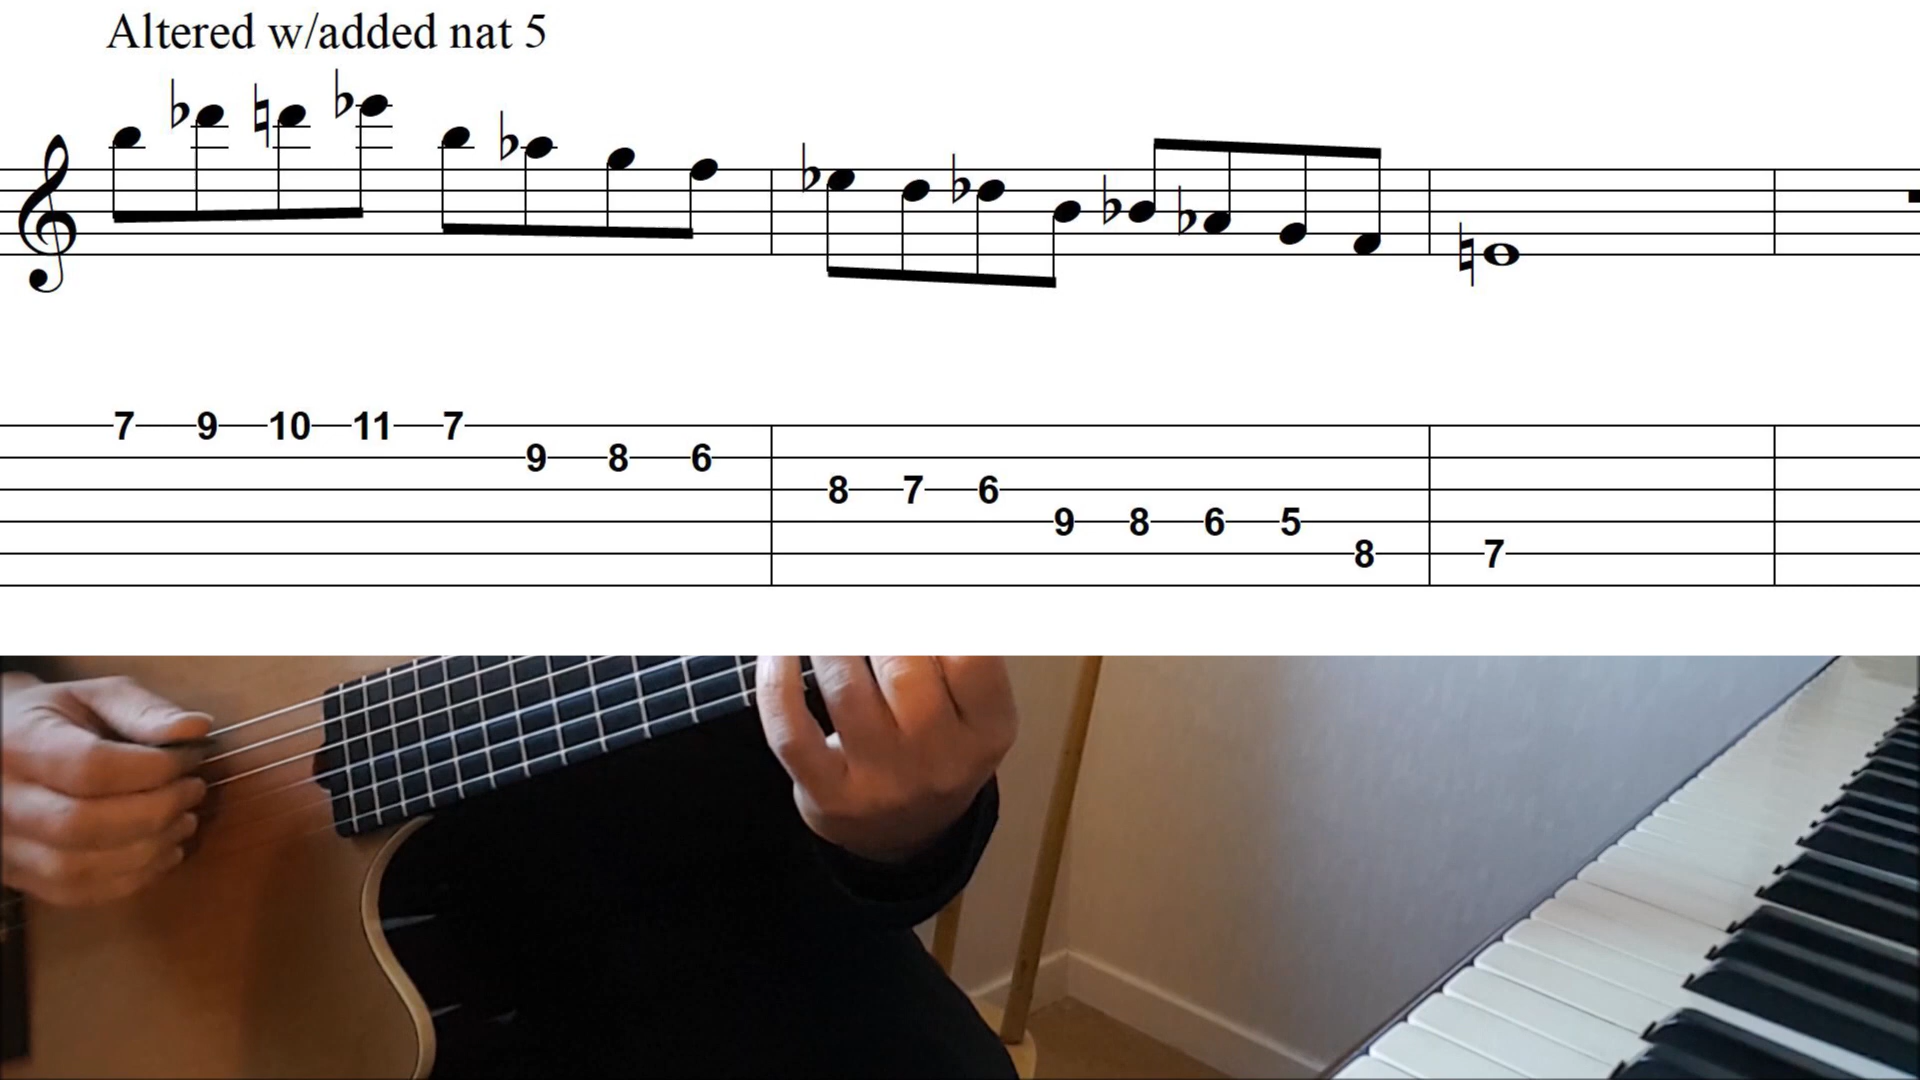 Altered w/added nat 5
7 9 10 11 7
9 8 6
8 7 6
9 8 6 5
8 7